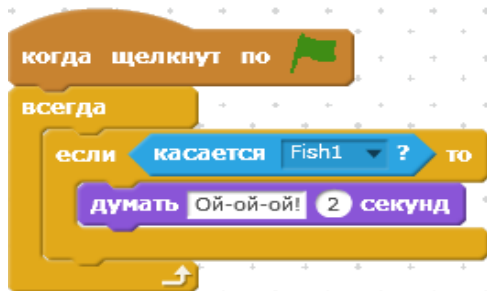 когда щелкнут по
всегда
если касается Fish1 ? то
думать Ой-ой-ой! 2 секунд